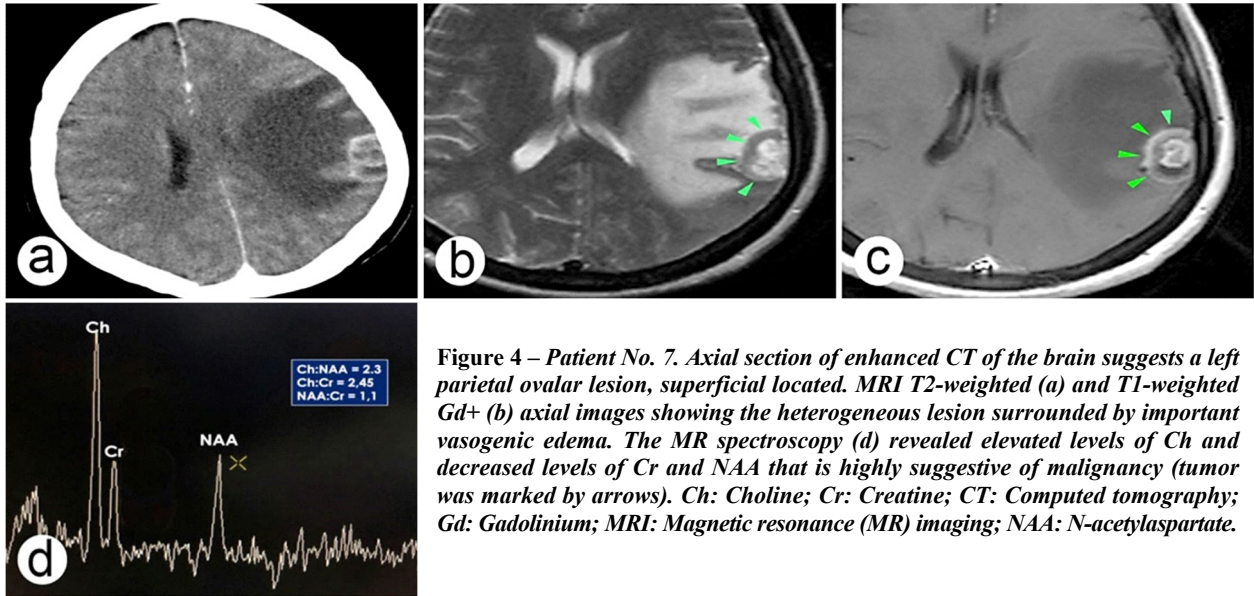 a
b
c
Ch
Ch:NAA = 2.3
Ch:Cr = 2,45
NAA:Cr = 1,1
Cr
NAA
d
Figure 4 – Patient No. 7. Axial section of enhanced CT of the brain suggests a left
parietal ovalar lesion, superficial located. MRI T2-weighted (a) and T1-weighted
Gd+ (b) axial images showing the heterogeneous lesion surrounded by important
vasogenic edema. The MR spectroscopy (d) revealed elevated levels of Ch and
decreased levels of Cr and NAA that is highly suggestive of malignancy (tumor
was marked by arrows). Ch: Choline; Cr: Creatine; CT: Computed tomography;
Gd: Gadolinium; MRI: Magnetic resonance (MR) imaging; NAA: N-acetylaspartate.